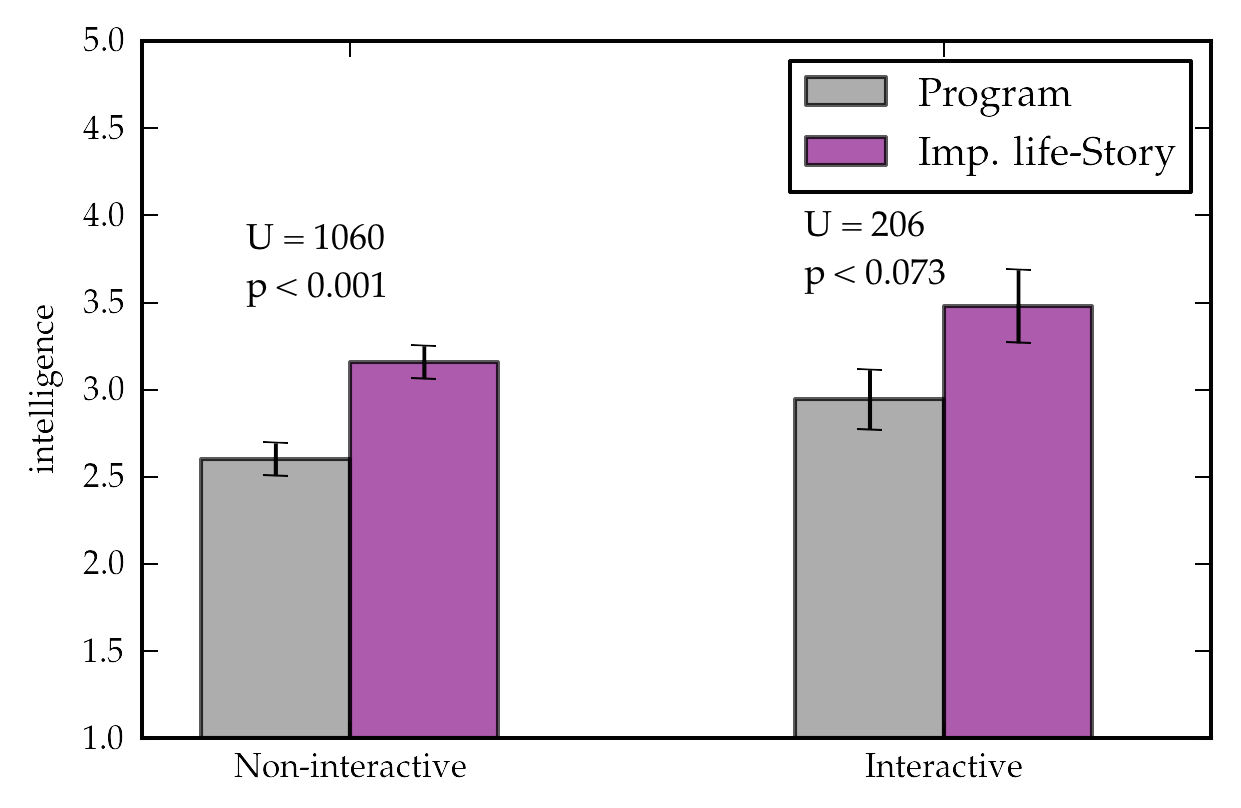 5.0
4.5
4.0
3.5
3.0
2.5
2.0
1.5
1.0
intelligence
Program
Imp. life-Story
U = 1060
p < 0.001
U = 206
p < 0.073
Non-interactive
Interactive